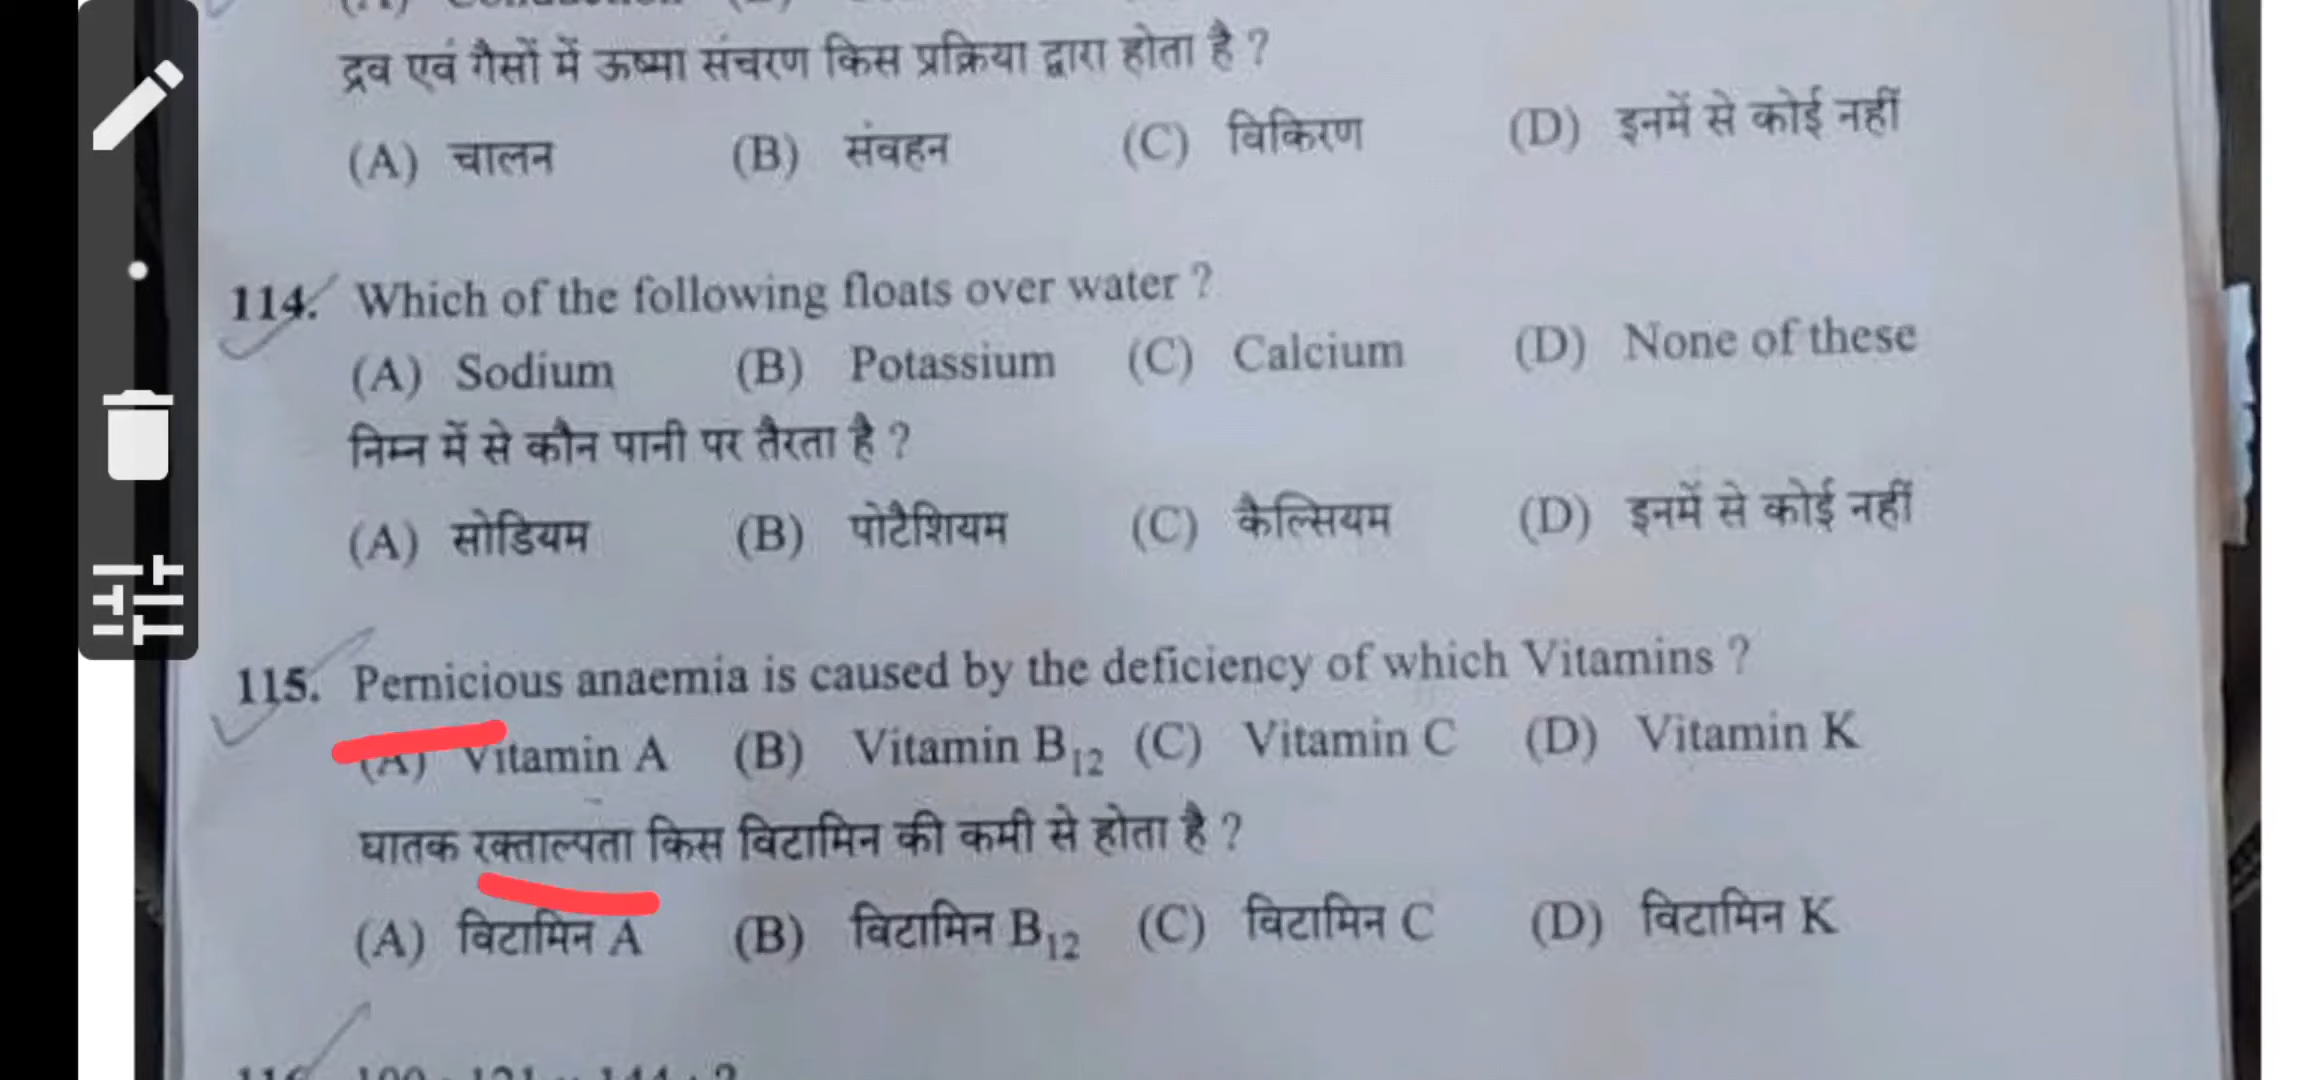 द्रव एवं गैसों में ऊष्मा संचरण किस प्रक्रिया द्वारा होता है ?
(A) चालन (B) संवहन (C) विकिरण (D) इनमें से कोई नहीं
114. Which of the following floats over water ?
(A) Sodium (B) Potassium (C) Calcium (D) None of these
निम्न में से कौन पानी पर तैरता है ?
(A) सोडियम (B) पोटैशियम (C) कैल्सियम (D) इनमें से कोई नहीं
115. Pernicious anaemia is caused by the deficiency of which Vitamins ?
(A) Vitamin A (B) Vitamin B12 (C) Vitamin C (D) Vitamin K
घातक रक्ताल्पता किस विटामिन की कमी से होता है ?
(A) विटामिन A (B) विटामिन B12 (C) विटामिन C (D) विटामिन K